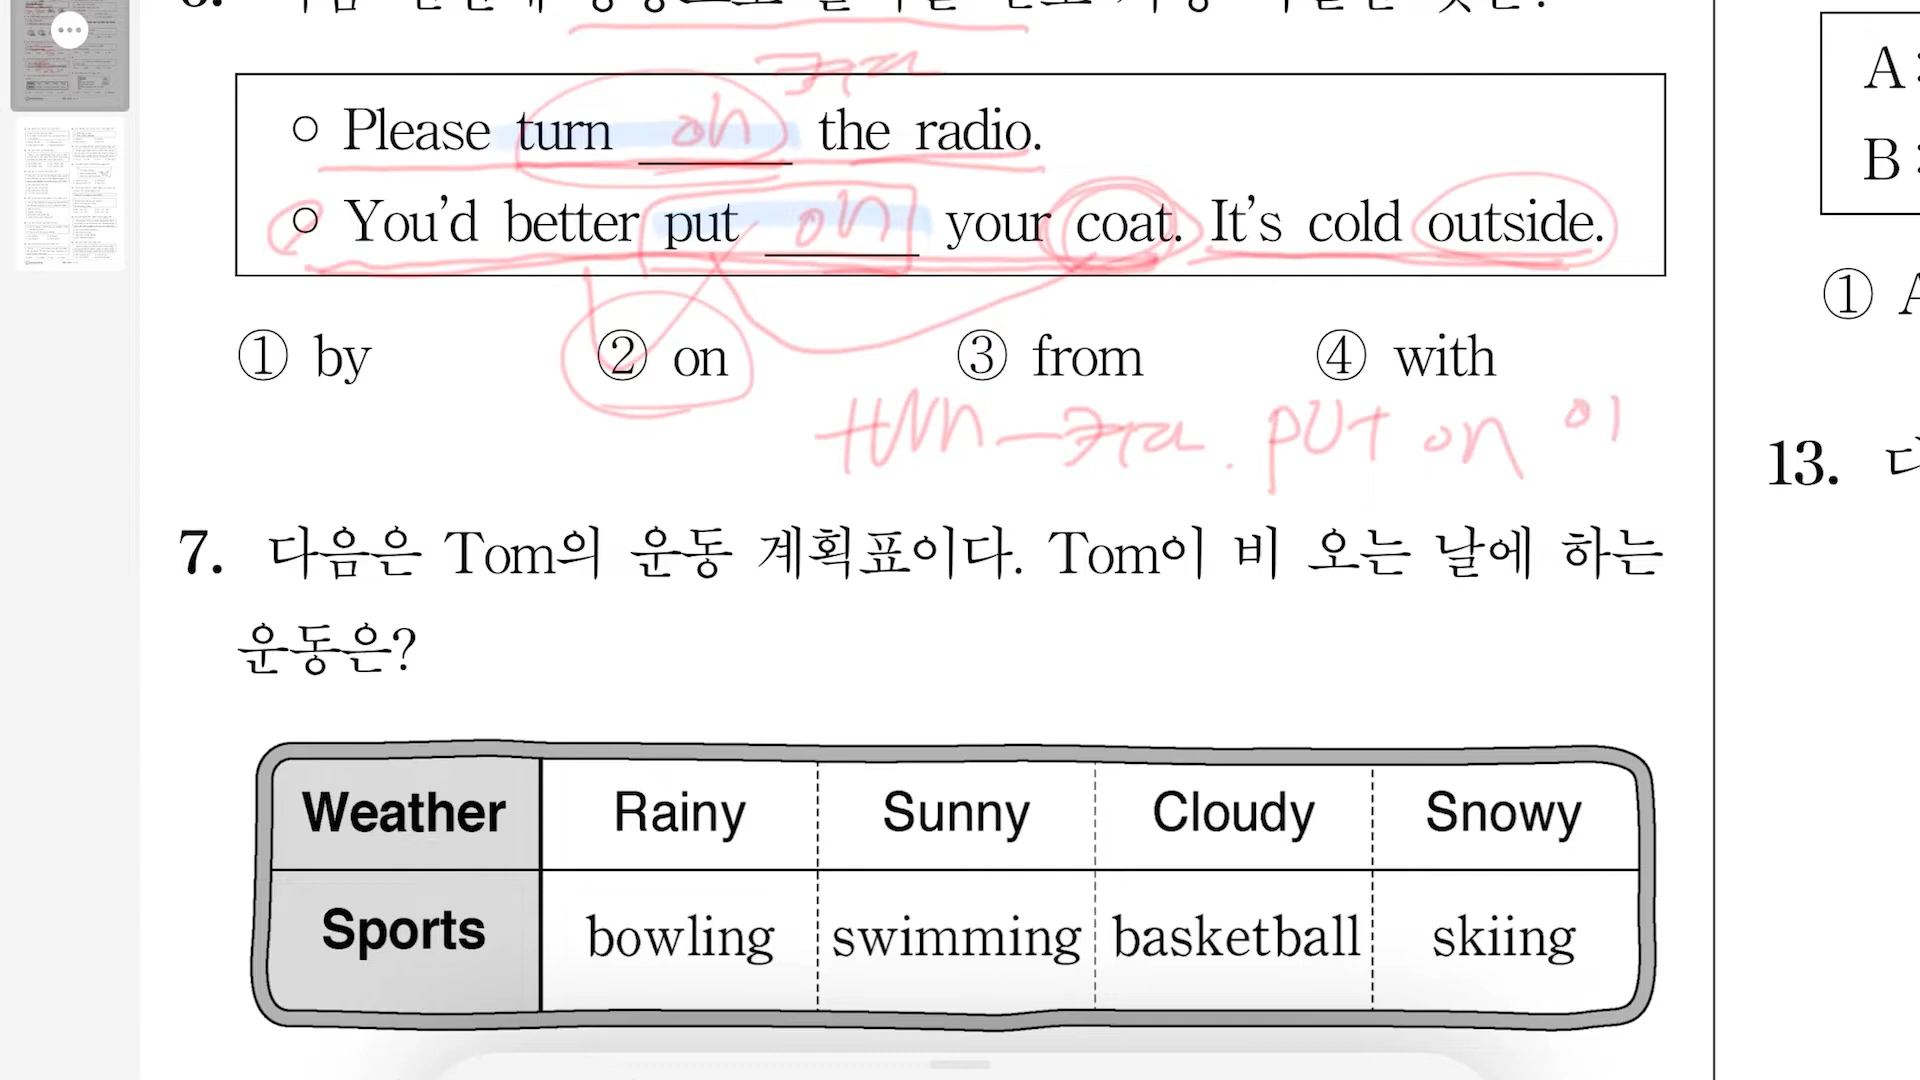 켜라
Please turn on the radio.
You'd better put on your coat. It's cold outside.
① by ② on ③ from ④ with
turn 켜라. put on 이
7. 다음은 Tom의 운동 계획표이다. Tom이 비 오는 날에 하는
운동은?
Weather Rainy Sunny Cloudy Snowy
Sports bowling swimming basketball skiing
A:
B:
①
13.